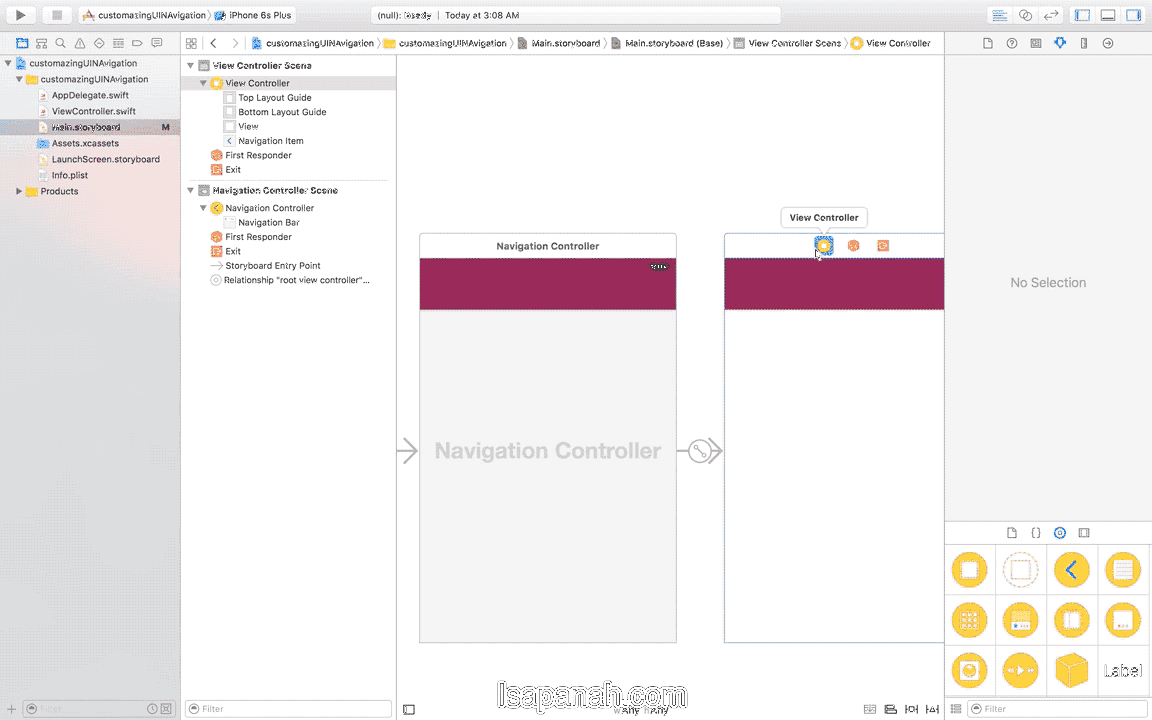 customazingUINAvigation
iPhone 6s Plus
(null): Ready
Today at 3:08 AM
customazingUINAvigation
customazingUINAvigation
Main.storyboard
Main.storyboard (Base)
View Controller Scene
View Controller
customazingUINAvigation
customazingUINAvigation
AppDelegate.swift
ViewController.swift
Main.storyboard M
Assets.xcassets
LaunchScreen.storyboard
Info.plist
Products
Filter
View Controller Scene
View Controller
Top Layout Guide
Bottom Layout Guide
View
Navigation Item
First Responder
Exit
Navigation Controller Scene
Navigation Controller
Navigation Bar
First Responder
Exit
Storyboard Entry Point
Relationship "root view controller"...
Filter
Navigation Controller
Navigation Controller
View Controller
lsapanah.com
No Selection
Label
Filter